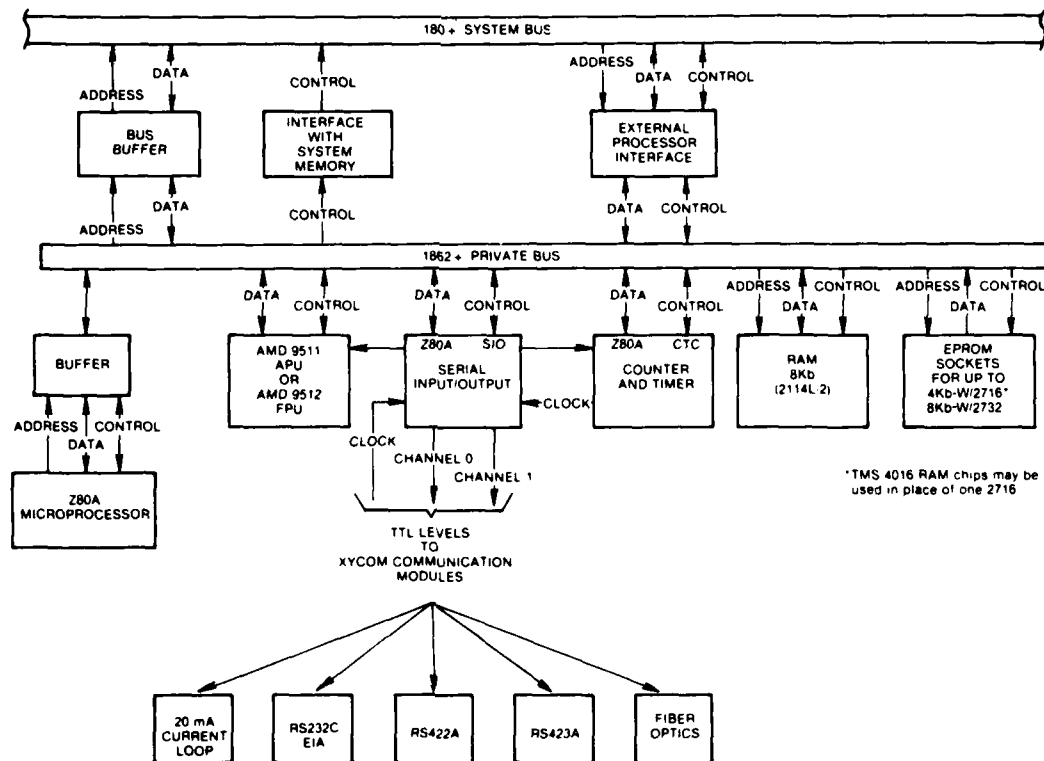 180+ SYSTEM BUS
ADDRESS
DATA
CONTROL
ADDRESS
DATA
CONTROL
BUS
BUFFER
INTERFACE
WITH
SYSTEM
MEMORY
EXTERNAL
PROCESSOR
INTERFACE
ADDRESS
DATA
CONTROL
DATA
CONTROL
1862+ PRIVATE BUS
DATA
CONTROL
DATA
CONTROL
DATA
CONTROL
ADDRESS
DATA
CONTROL
ADDRESS
DATA
CONTROL
BUFFER
AMD 9511
APU
OR
AMD 9512
FPU
Z80A SIO
SERIAL
INPUT/OUTPUT
Z80A CTC
COUNTER
AND TIMER
RAM
8Kb
(2114L-2)
EPROM
SOCKETS
FOR UP TO
4Kb-W/2716*
8Kb-W/2732
ADDRESS
DATA
CONTROL
CLOCK
CLOCK
CHANNEL 0
CHANNEL 1
Z80A
MICROPROCESSOR
*TMS 4016 RAM chips may be
used in place of one 2716
TTL LEVELS
TO
XYCOM COMMUNICATION
MODULES
20 mA
CURRENT
LOOP
RS232C
EIA
RS422A
RS423A
FIBER
OPTICS